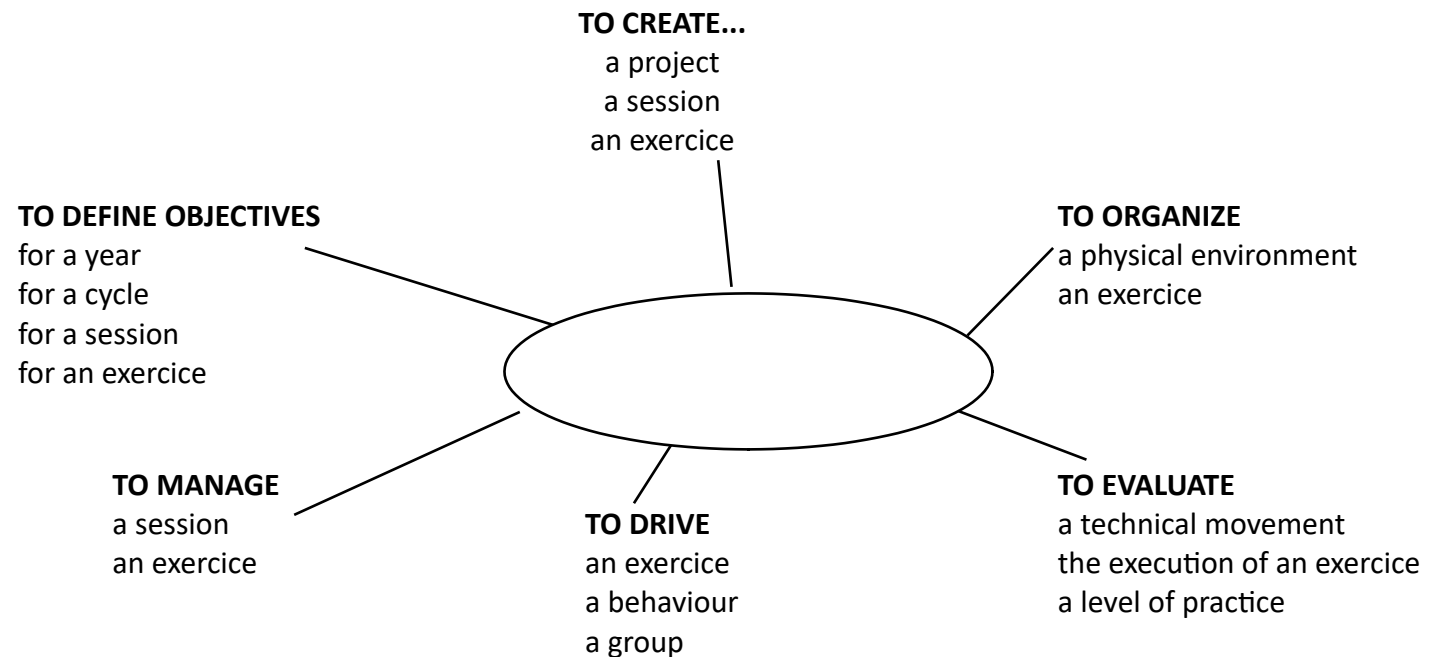 TO CREATE...
a project
a session
an exercice
TO DEFINE OBJECTIVES
for a year
for a cycle
for a session
for an exercice
TO ORGANIZE
a physical environment
an exercice
TO MANAGE
a session
an exercice
TO DRIVE
an exercice
a behaviour
a group
TO EVALUATE
a technical movement
the execution of an exercice
a level of practice